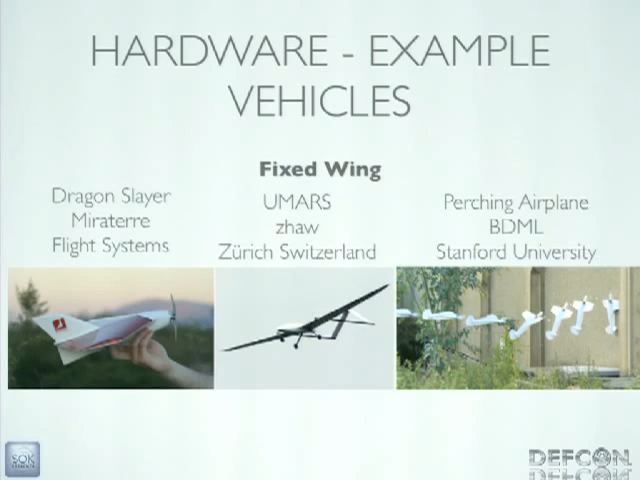 HARDWARE - EXAMPLE
VEHICLES
Fixed Wing
Dragon Slayer
Miraterre
Flight Systems
UMARS
zhaw
Zürich Switzerland
Perching Airplane
BDML
Stanford University
SOK
DEFCON